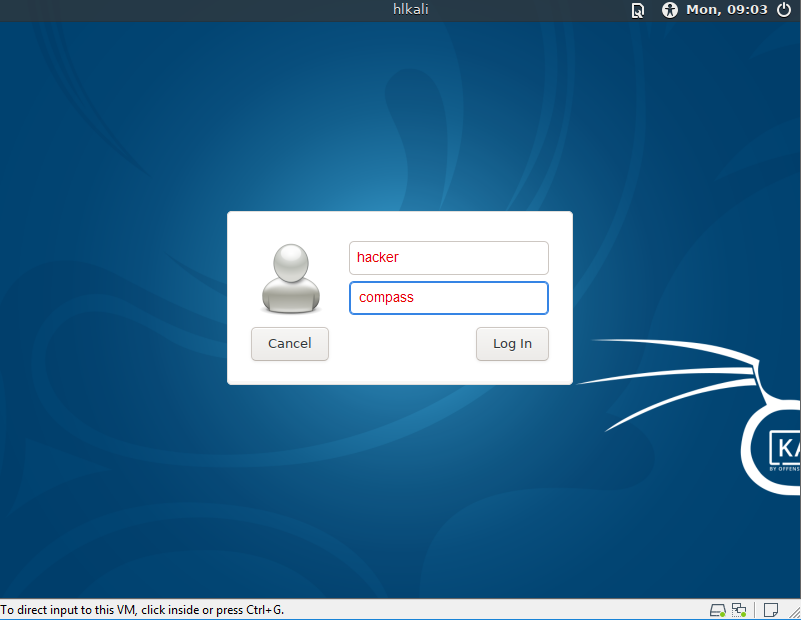 hlkali
Mon, 09:03
hacker
compass
Cancel
Log In
KA
BY OFFENS
To direct input to this VM, click inside or press Ctrl+G.